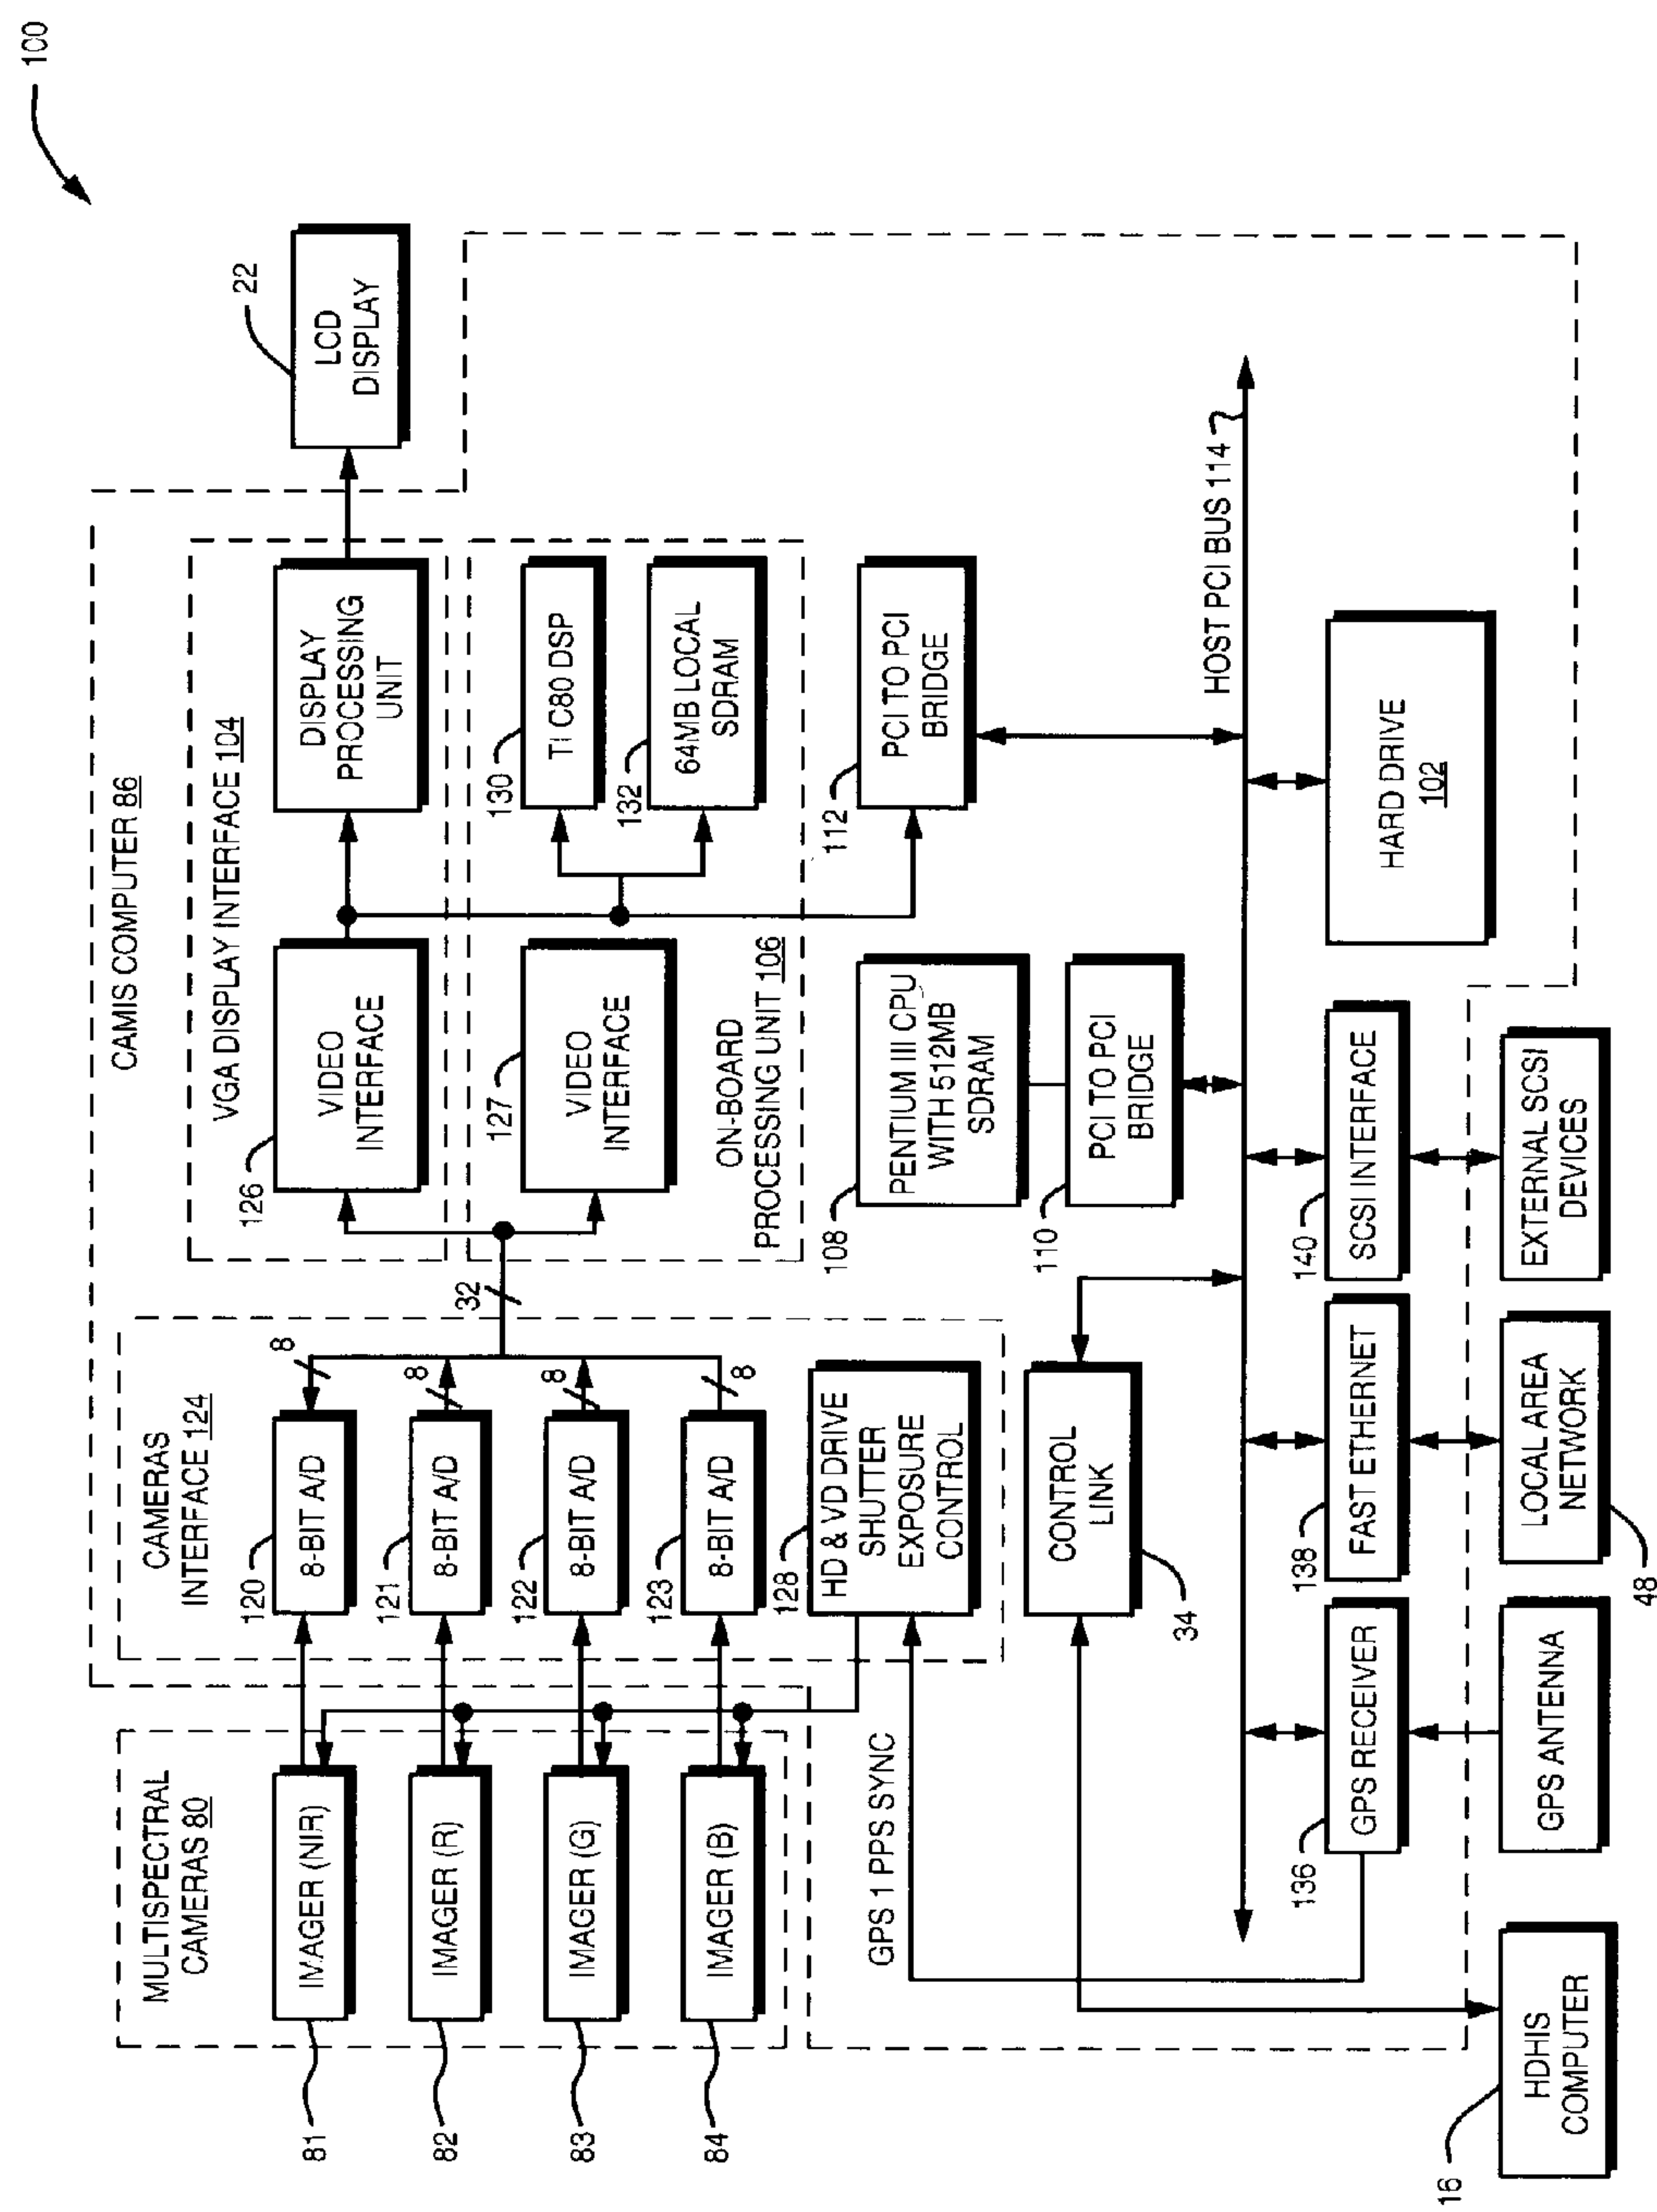 100
CAMIS COMPUTER 86
MULTISPECTRAL
CAMERAS 80
81
IMAGER (NIR)
82
IMAGER (R)
83
IMAGER (G)
84
IMAGER (B)
CAMERAS
INTERFACE 124
120
8-BIT A/D
8
121
8-BIT A/D
8
122
8-BIT A/D
8
123
8-BIT A/D
8
128
HD & VD DRIVE
SHUTTER
EXPOSURE
CONTROL
32
VGA DISPLAY INTERFACE 104
126
VIDEO
INTERFACE
DISPLAY
PROCESSING
UNIT
22
LCD
DISPLAY
127
VIDEO
INTERFACE
ON-BOARD
PROCESSING UNIT 106
130
TI C80 DSP
132
64MB LOCAL
SDRAM
GPS 1 PPS SYNC
CONTROL
LINK
34
108
PENTIUM III CPU
WITH 512MB
SDRAM
110
PCI TO PCI
BRIDGE
112
PCI TO PCI
BRIDGE
HOST PCI BUS 114
136
GPS RECEIVER
138
FAST ETHERNET
140
SCSI INTERFACE
HARD DRIVE
102
16
HDHIS
COMPUTER
GPS ANTENNA
LOCAL AREA
NETWORK
48
EXTERNAL SCSI
DEVICES